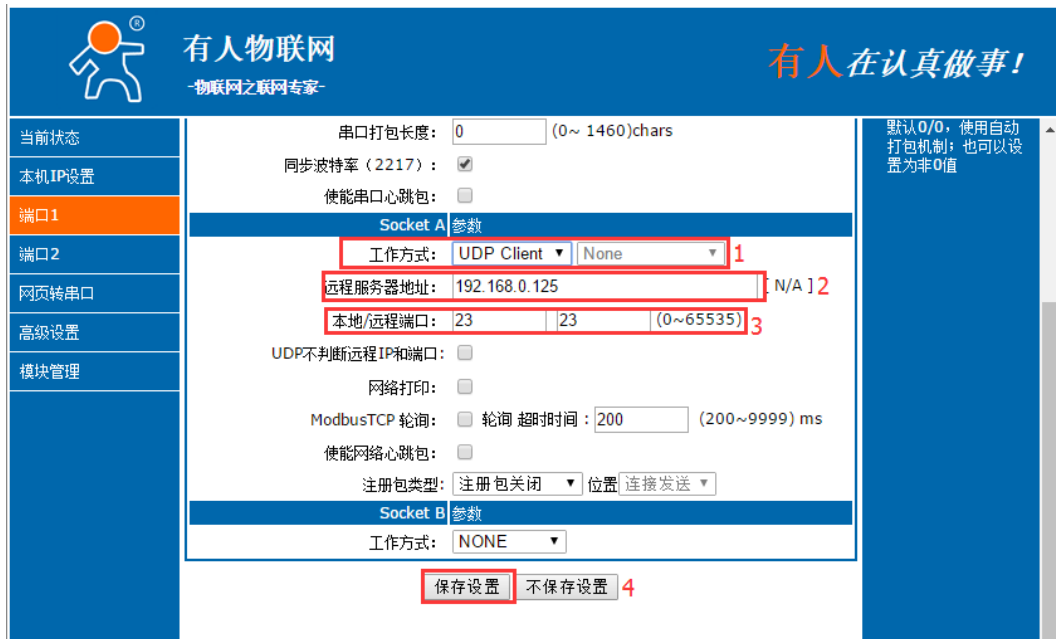 ®
有人物联网
-物联网之联网专家-
有人在认真做事!
当前状态
本机IP设置
端口1
端口2
网页转串口
高级设置
模块管理
串口打包长度: 0 (0~ 1460)chars
同步波特率（2217）:
使能串口心跳包:
Socket A 参数
工作方式: UDP Client None 1
远程服务器地址: 192.168.0.125 [ N/A ] 2
本地/远程端口: 23 23 (0~65535) 3
UDP不判断远程IP和端口:
网络打印:
ModbusTCP 轮询: 轮询 超时时间: 200 (200~9999) ms
使能网络心跳包:
注册包类型: 注册包关闭 位置 连接发送
Socket B 参数
工作方式: NONE
保存设置 不保存设置 4
默认0/0，使用自动
打包机制；也可以设
置为非0值